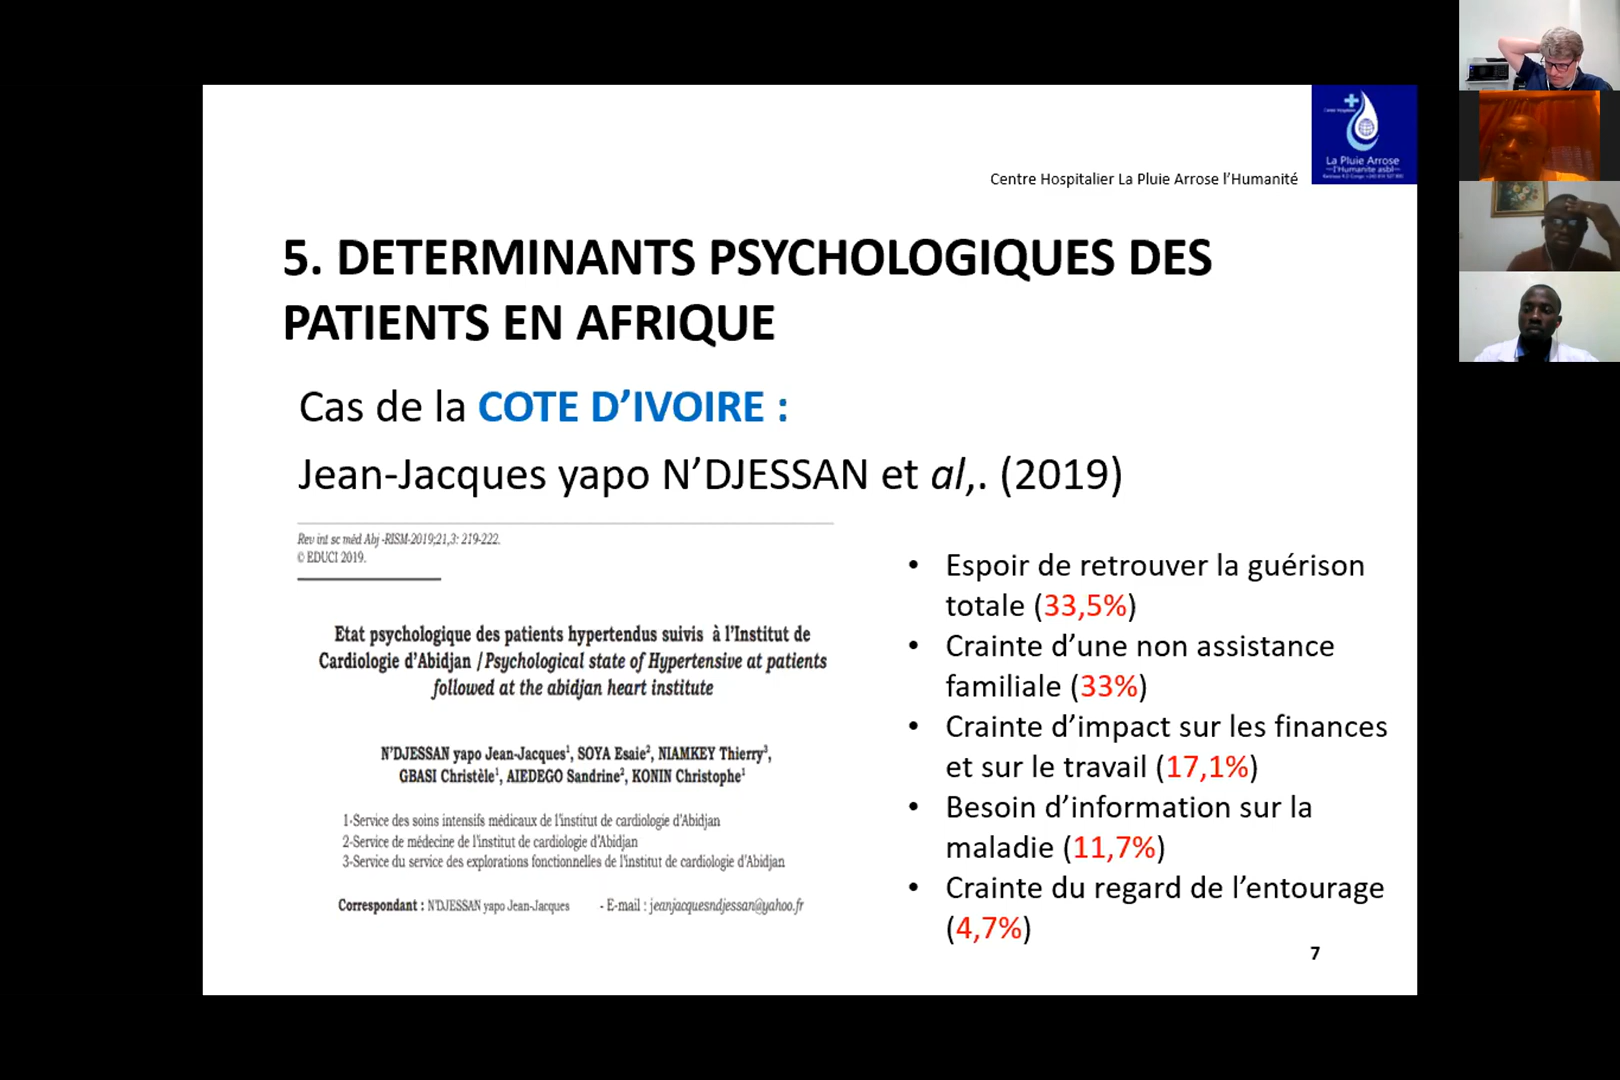 Centre Hospitalier La Pluie Arrose l’Humanité
La Pluie Arrose
l'Humanité asbl
5. DETERMINANTS PSYCHOLOGIQUES DES
PATIENTS EN AFRIQUE
Cas de la COTE D’IVOIRE :
Jean-Jacques yapo N’DJESSAN et al,. (2019)
Rev int sc méd Abj -RISM-2019;21,3: 219-222.
© EDUCI 2019.
Etat psychologique des patients hypertendus suivis à l’Institut de
Cardiologie d’Abidjan / Psychological state of Hypertensive at patients
followed at the abidjan heart institute
N’DJESSAN yapo Jean-Jacques¹, SOYA Esaie², NIAMKEY Thierry³,
GBASI Christèle¹, AIEDEGO Sandrine², KONIN Christophe¹
1-Service des soins intensifs médicaux de l’institut de cardiologie d’Abidjan
2-Service de médecine de l’institut de cardiologie d’Abidjan
3-Service du service des explorations fonctionnelles de l’institut de cardiologie d’Abidjan
Correspondant : N’DJESSAN yapo Jean-Jacques - E-mail : jeanjacquesndjessan@yahoo.fr
• Espoir de retrouver la guérison
totale (33,5%)
• Crainte d’une non assistance
familiale (33%)
• Crainte d’impact sur les finances
et sur le travail (17,1%)
• Besoin d’information sur la
maladie (11,7%)
• Crainte du regard de l’entourage
(4,7%)
7